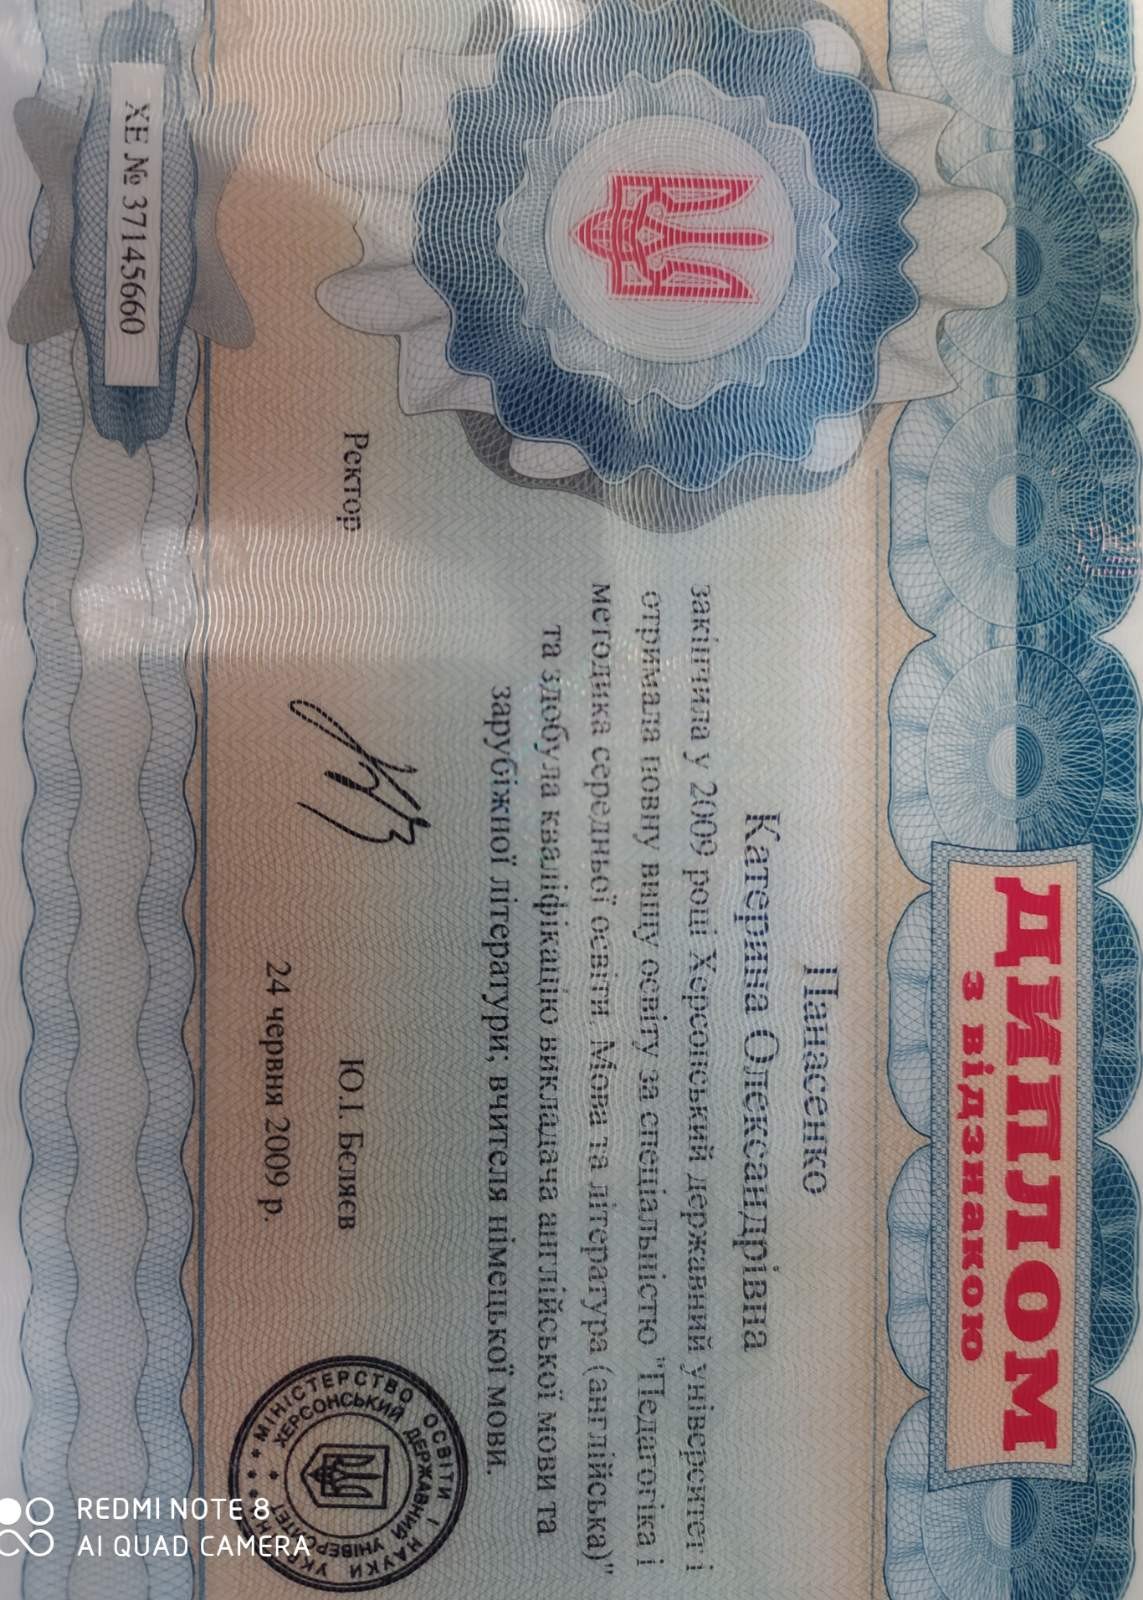 ДИПЛОМ
з відзнакою
Панасенко
Катерина Олександрівна
закінчила у 2009 році Херсонський державний університет і
отримала повну вищу освіту за спеціальністю "Педагогіка і
методика середньої освіти. Мова та література (англійська)"
та здобула кваліфікацію викладача англійської мови та
зарубіжної літератури; вчителя німецької мови.
Ректор
Ю.І. Бєляєв
24 червня 2009 р.
ХЕ № 37145660
МІНІСТЕРСТВО ОСВІТИ І НАУКИ
ХЕРСОНСЬКИЙ ДЕРЖАВНИЙ УНІВЕРСИТЕТ
REDMI NOTE 8
AI QUAD CAMERA